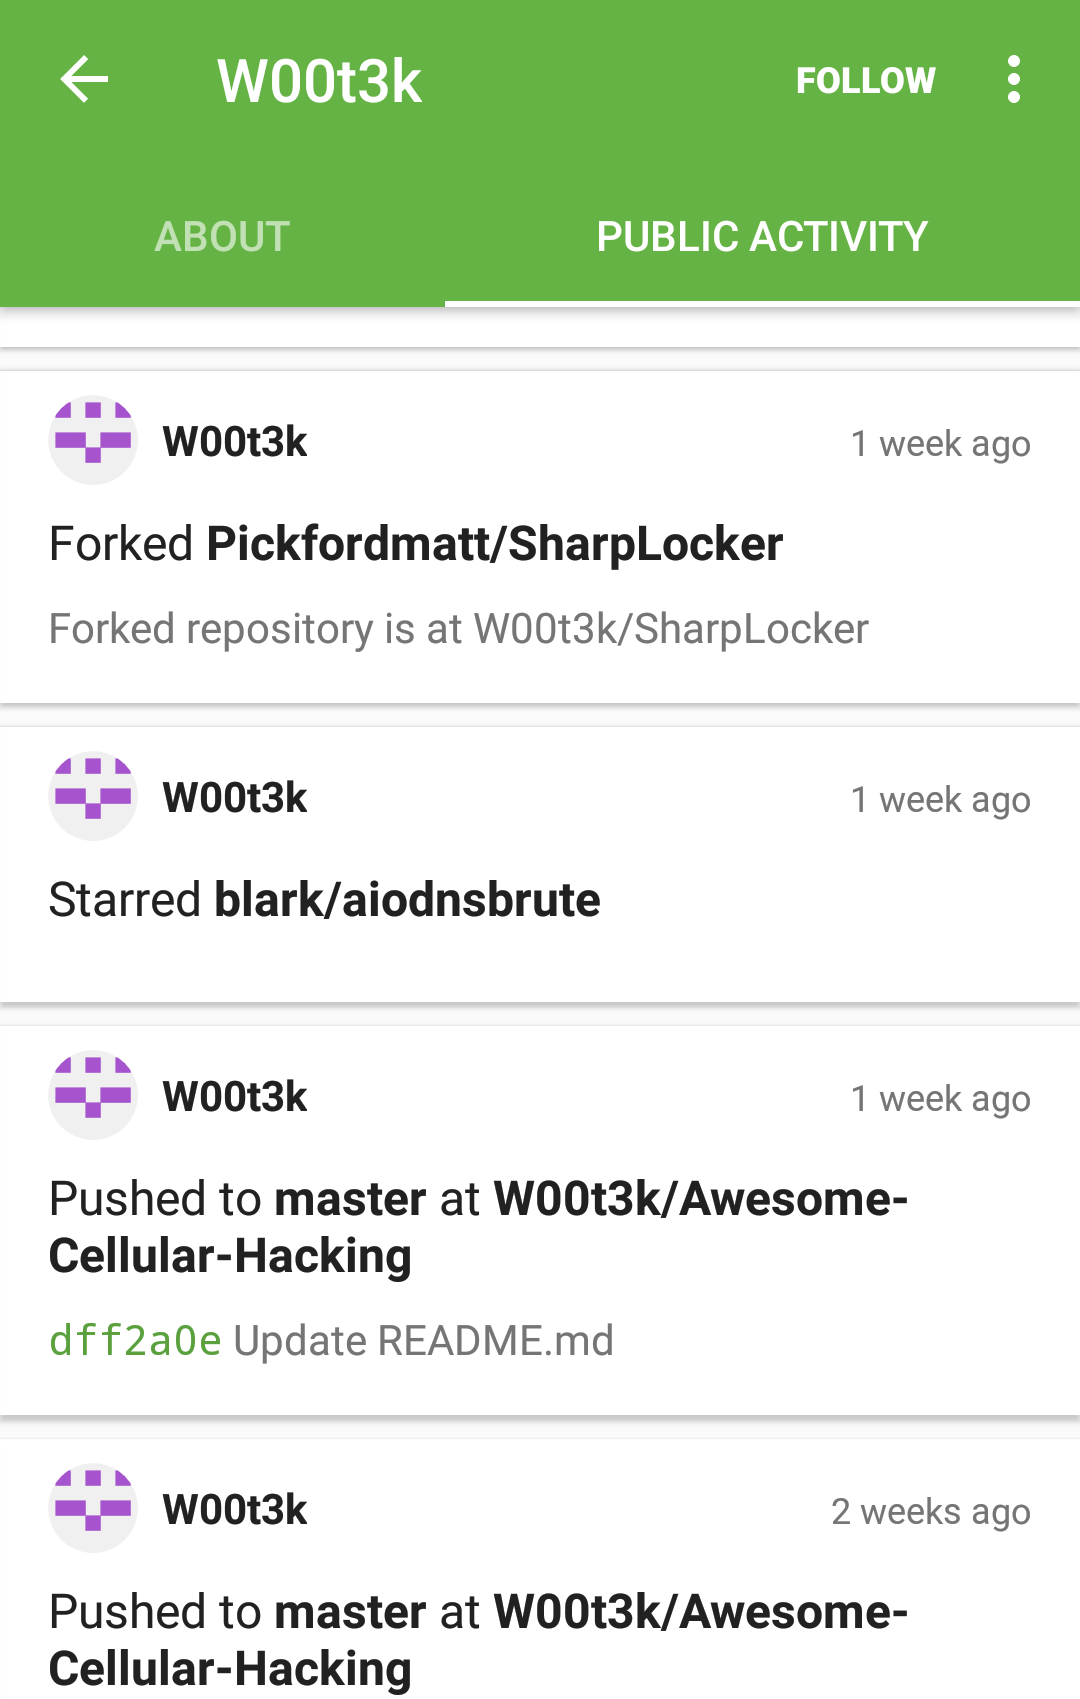 W00t3k FOLLOW
ABOUT PUBLIC ACTIVITY
W00t3k 1 week ago
Forked Pickfordmatt/SharpLocker
Forked repository is at W00t3k/SharpLocker
W00t3k 1 week ago
Starred blark/aiodnsbrute
W00t3k 1 week ago
Pushed to master at W00t3k/Awesome-
Cellular-Hacking
dff2a0e Update README.md
W00t3k 2 weeks ago
Pushed to master at W00t3k/Awesome-
Cellular-Hacking